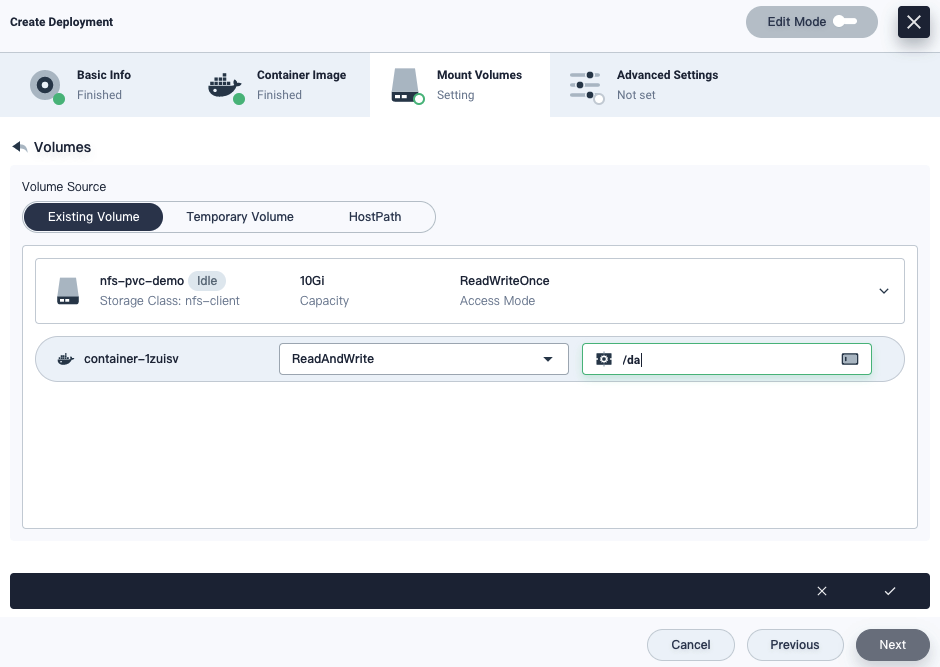 Create Deployment
Edit Mode
Basic Info
Finished
Container Image
Finished
Mount Volumes
Setting
Advanced Settings
Not set
Volumes
Volume Source
Existing Volume
Temporary Volume
HostPath
nfs-pvc-demo Idle
Storage Class: nfs-client
10Gi
Capacity
ReadWriteOnce
Access Mode
container-1zuisv
ReadAndWrite
/da
Cancel
Previous
Next